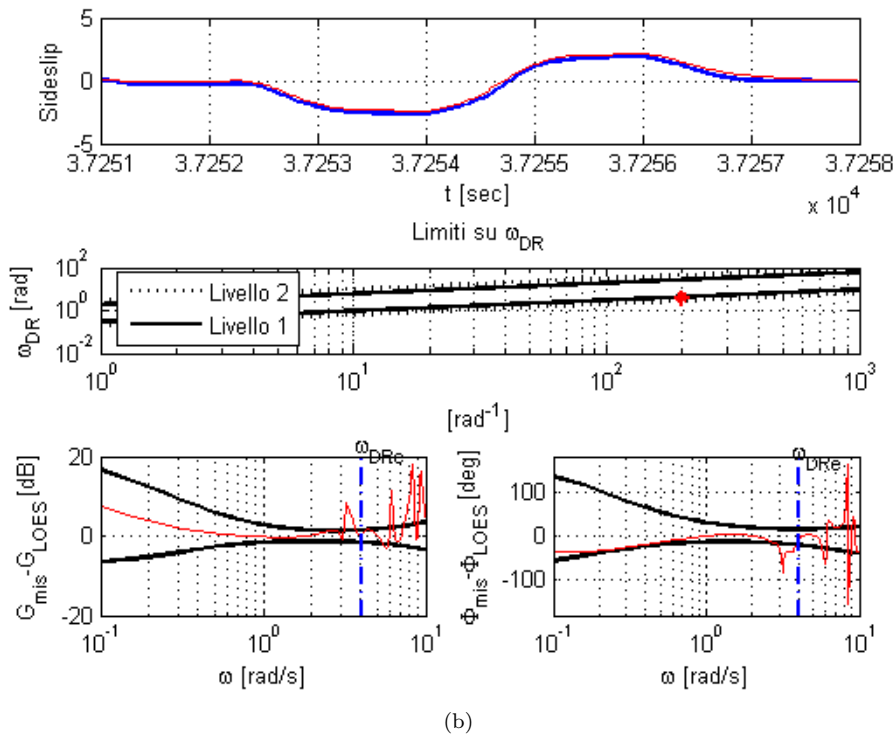 5
0
-5
Sideslip
3.7251 3.7252 3.7253 3.7254 3.7255 3.7256 3.7257 3.7258
t [sec]
x 10^4
Limiti su ω_DR
10^2
10^0
10^-2
ω_DR [rad]
Livello 2
Livello 1
10^0 10^1 10^2 10^3
[rad^-1]
20
0
-20
G_mis-G_LOES [dB]
ω_DRe
10^-1 10^0 10^1
ω [rad/s]
100
0
-100
Φ_mis-Φ_LOES [deg]
ω_DRe
10^-1 10^0 10^1
ω [rad/s]
(b)